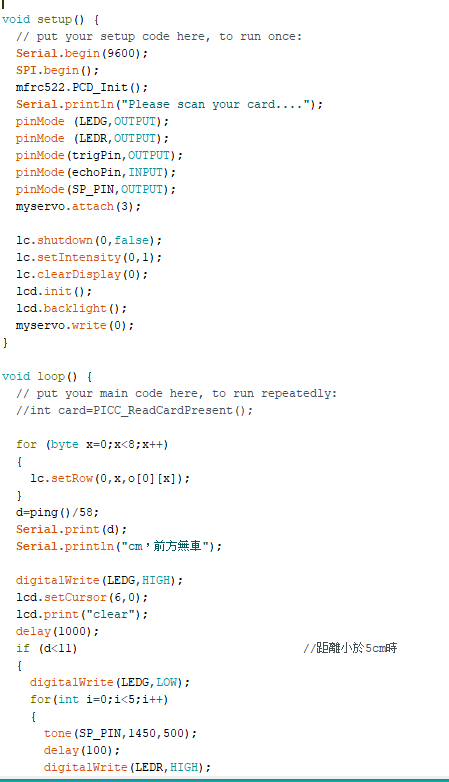 void setup() {
  // put your setup code here, to run once:
  Serial.begin(9600);
  SPI.begin();
  mfrc522.PCD_Init();
  Serial.println("Please scan your card....");
  pinMode (LEDG,OUTPUT);
  pinMode (LEDR,OUTPUT);
  pinMode(trigPin,OUTPUT);
  pinMode(echoPin,INPUT);
  pinMode(SP_PIN,OUTPUT);
  myservo.attach(3);

  lc.shutdown(0,false);
  lc.setIntensity(0,1);
  lc.clearDisplay(0);
  lcd.init();
  lcd.backlight();
  myservo.write(0);
}

void loop() {
  // put your main code here, to run repeatedly:
  //int card=PICC_ReadCardPresent();

  for (byte x=0;x<8;x++)
  {
    lc.setRow(0,x,o[0][x]);
  }
  d=ping()/58;
  Serial.print(d);
  Serial.println("cm，前方無車");

  digitalWrite(LEDG,HIGH);
  lcd.setCursor(6,0);
  lcd.print("clear");
  delay(1000);
  if (d<11)                                //距離小於5cm時
  {
    digitalWrite(LEDG,LOW);
    for(int i=0;i<5;i++)
    {
      tone(SP_PIN,1450,500);
      delay(100);
      digitalWrite(LEDR,HIGH);